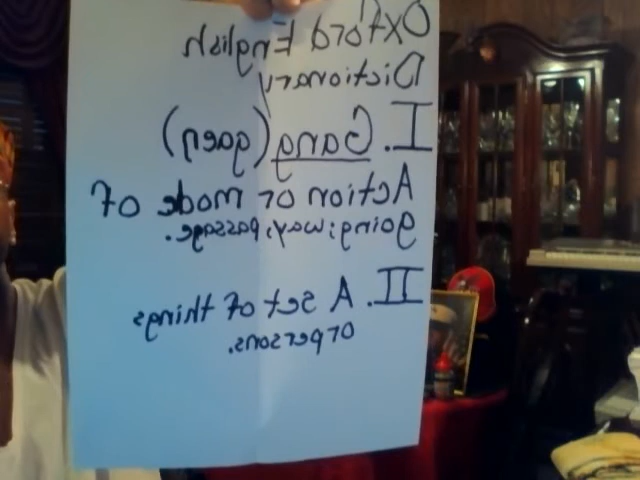 Oxford English
Dictionary
I. Gang (gaen)
Action or mode of
going; way; passage.
II. A set of things
or persons.